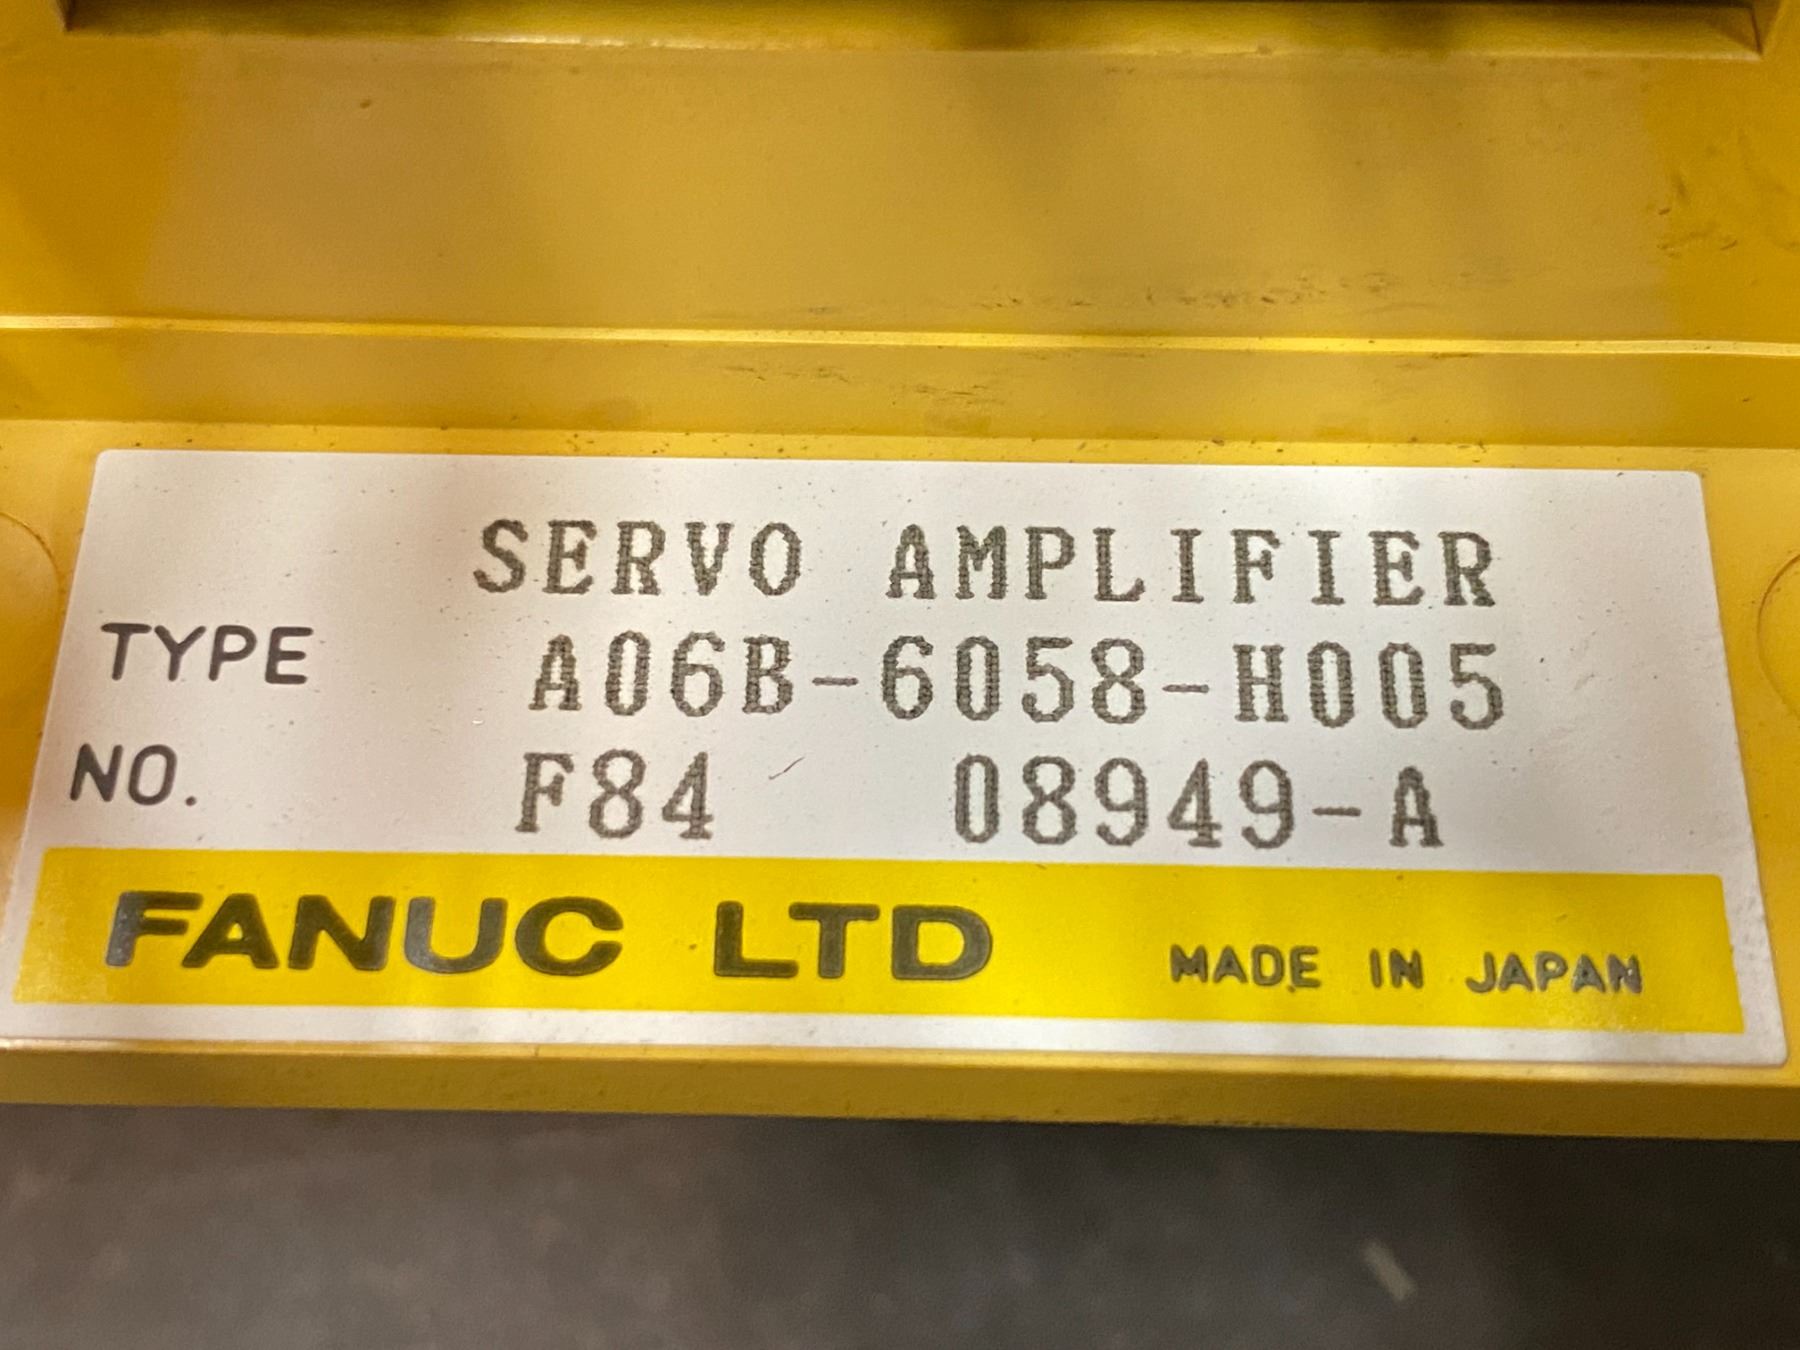 SERVO AMPLIFIER
TYPE A06B-6058-H005
NO. F84 08949-A
FANUC LTD MADE IN JAPAN